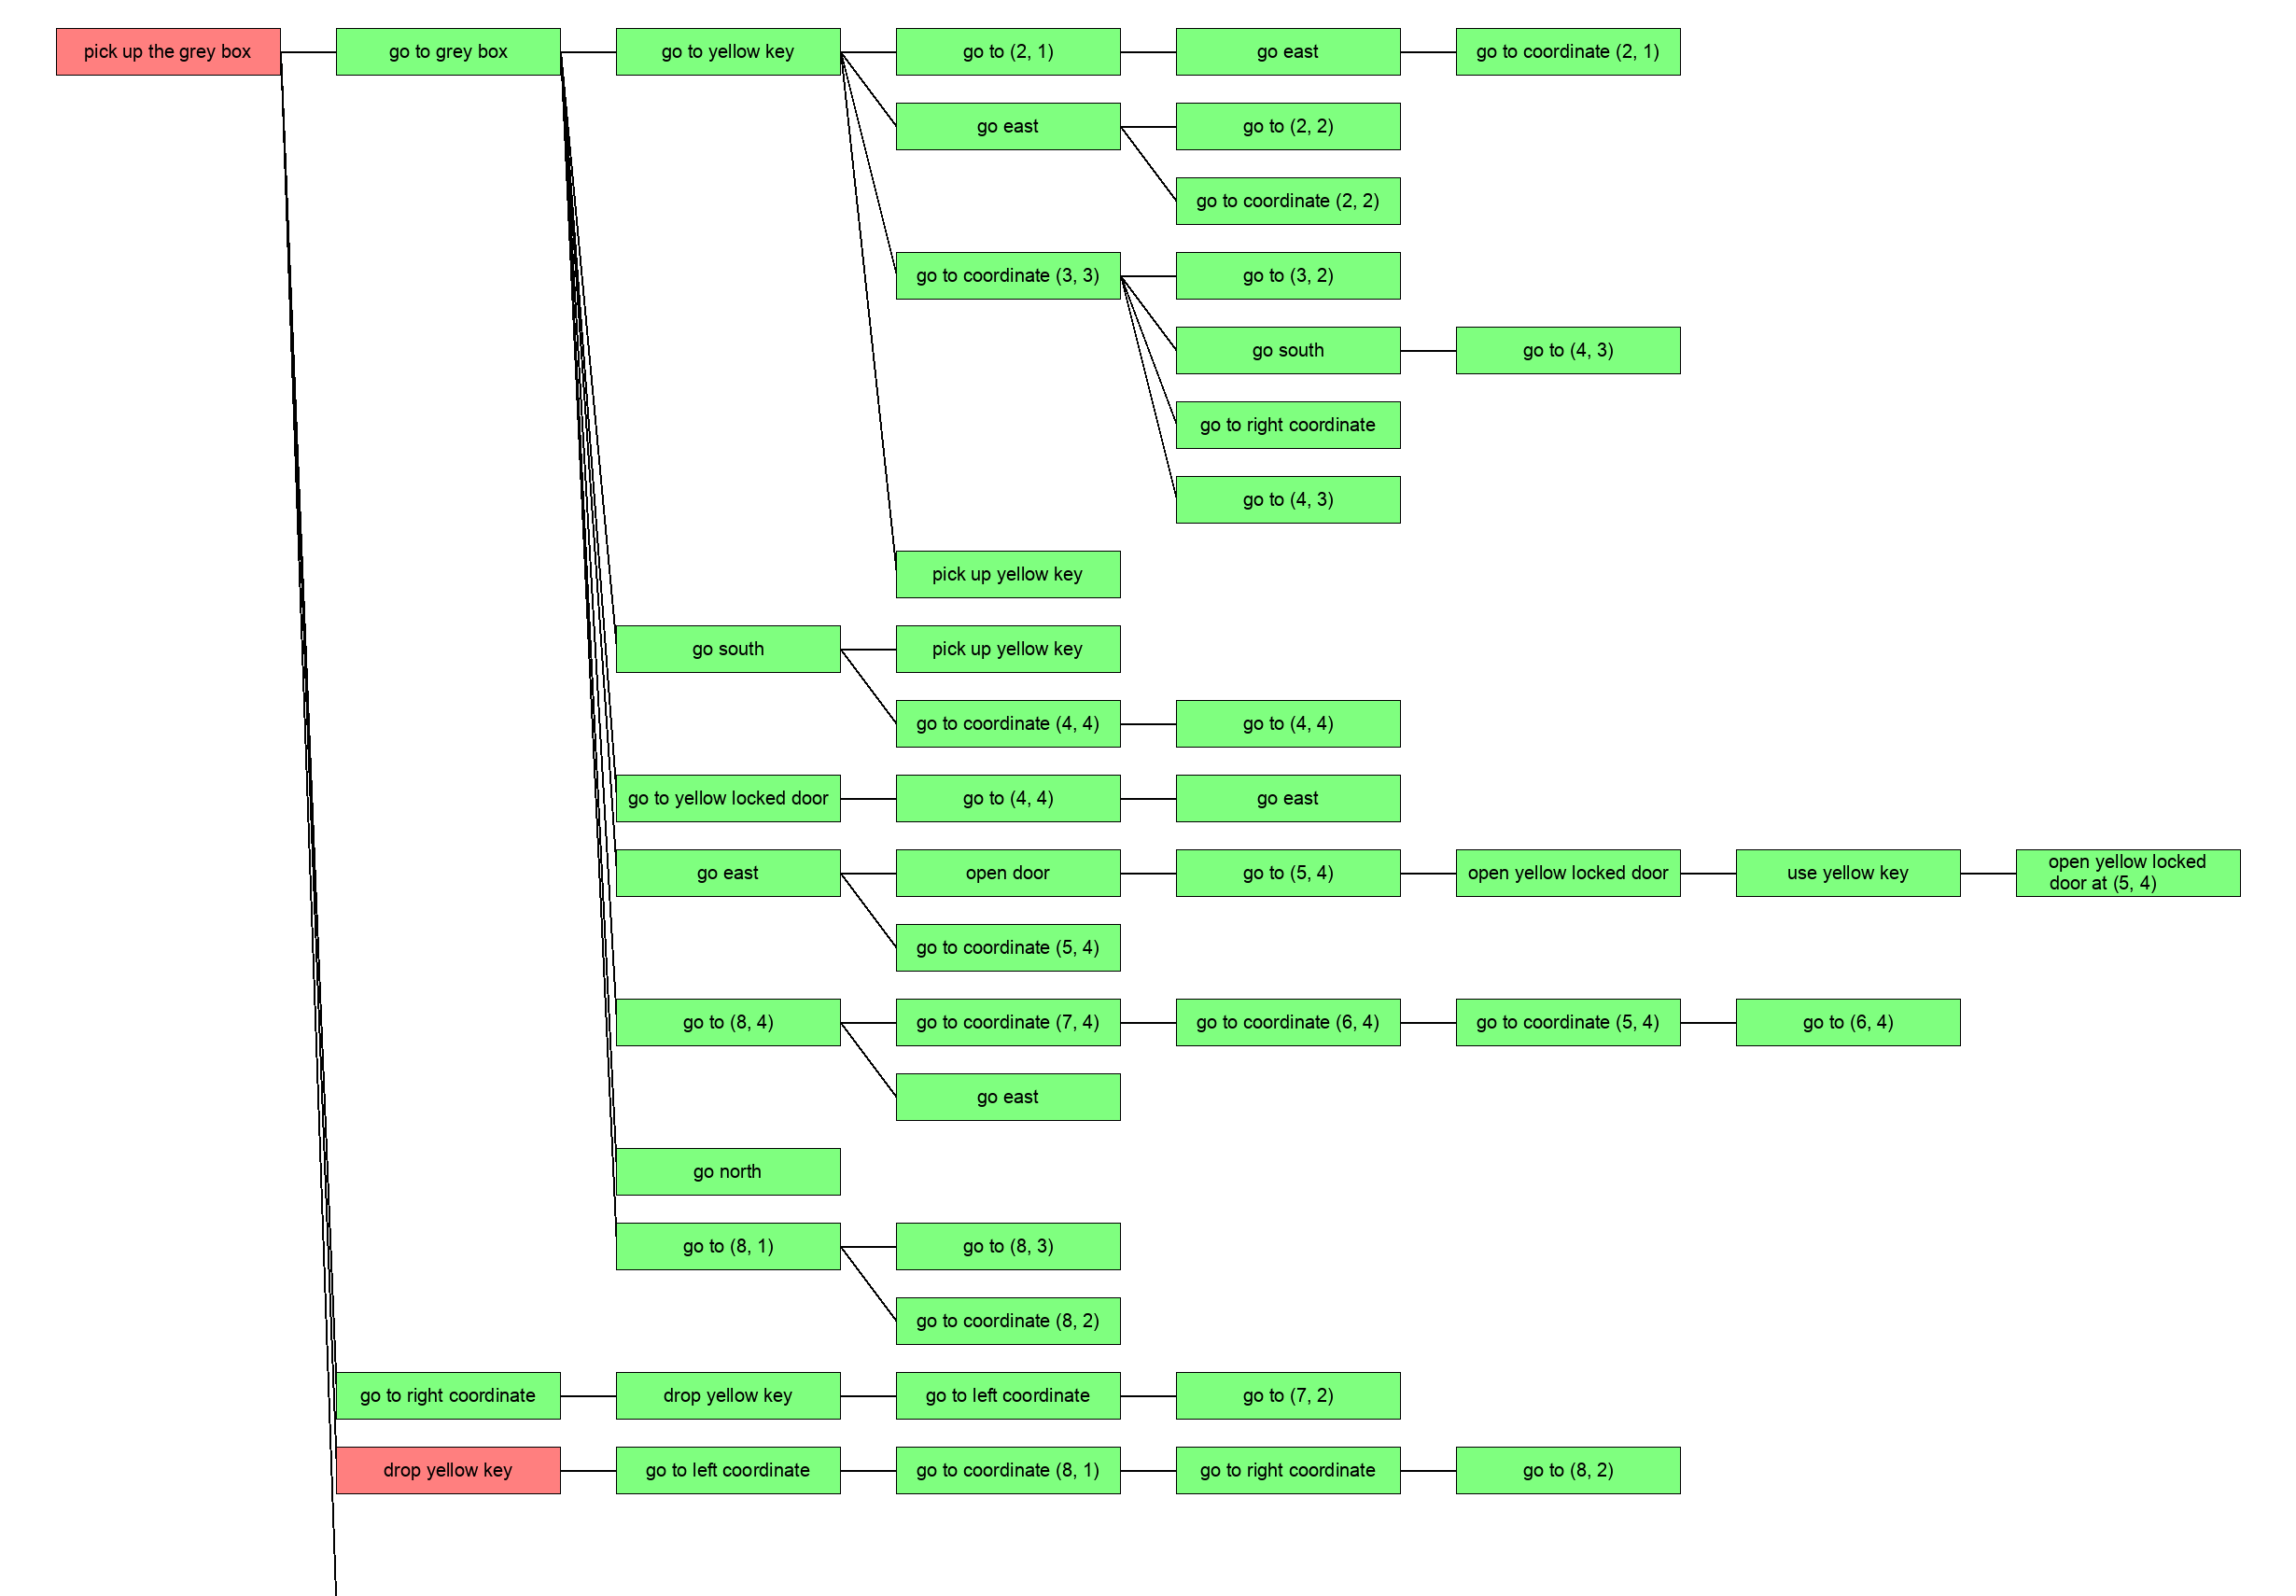 pick up the grey box
go to grey box
go to yellow key
go to (2, 1)
go east
go to coordinate (2, 1)
go east
go to (2, 2)
go to coordinate (2, 2)
go to coordinate (3, 3)
go to (3, 2)
go south
go to (4, 3)
go to right coordinate
go to (4, 3)
pick up yellow key
go south
pick up yellow key
go to coordinate (4, 4)
go to (4, 4)
go to yellow locked door
go to (4, 4)
go east
go east
open door
go to (5, 4)
open yellow locked door
use yellow key
open yellow locked
door at (5, 4)
go to coordinate (5, 4)
go to (8, 4)
go to coordinate (7, 4)
go to coordinate (6, 4)
go to coordinate (5, 4)
go to (6, 4)
go east
go north
go to (8, 1)
go to (8, 3)
go to coordinate (8, 2)
go to right coordinate
drop yellow key
go to left coordinate
go to (7, 2)
drop yellow key
go to left coordinate
go to coordinate (8, 1)
go to right coordinate
go to (8, 2)